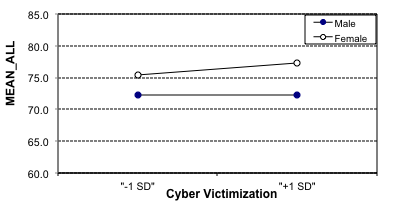 85.0
Male
Female
80.0
75.0
70.0
65.0
60.0
MEAN_ALL
"-1 SD" "+1 SD"
Cyber Victimization